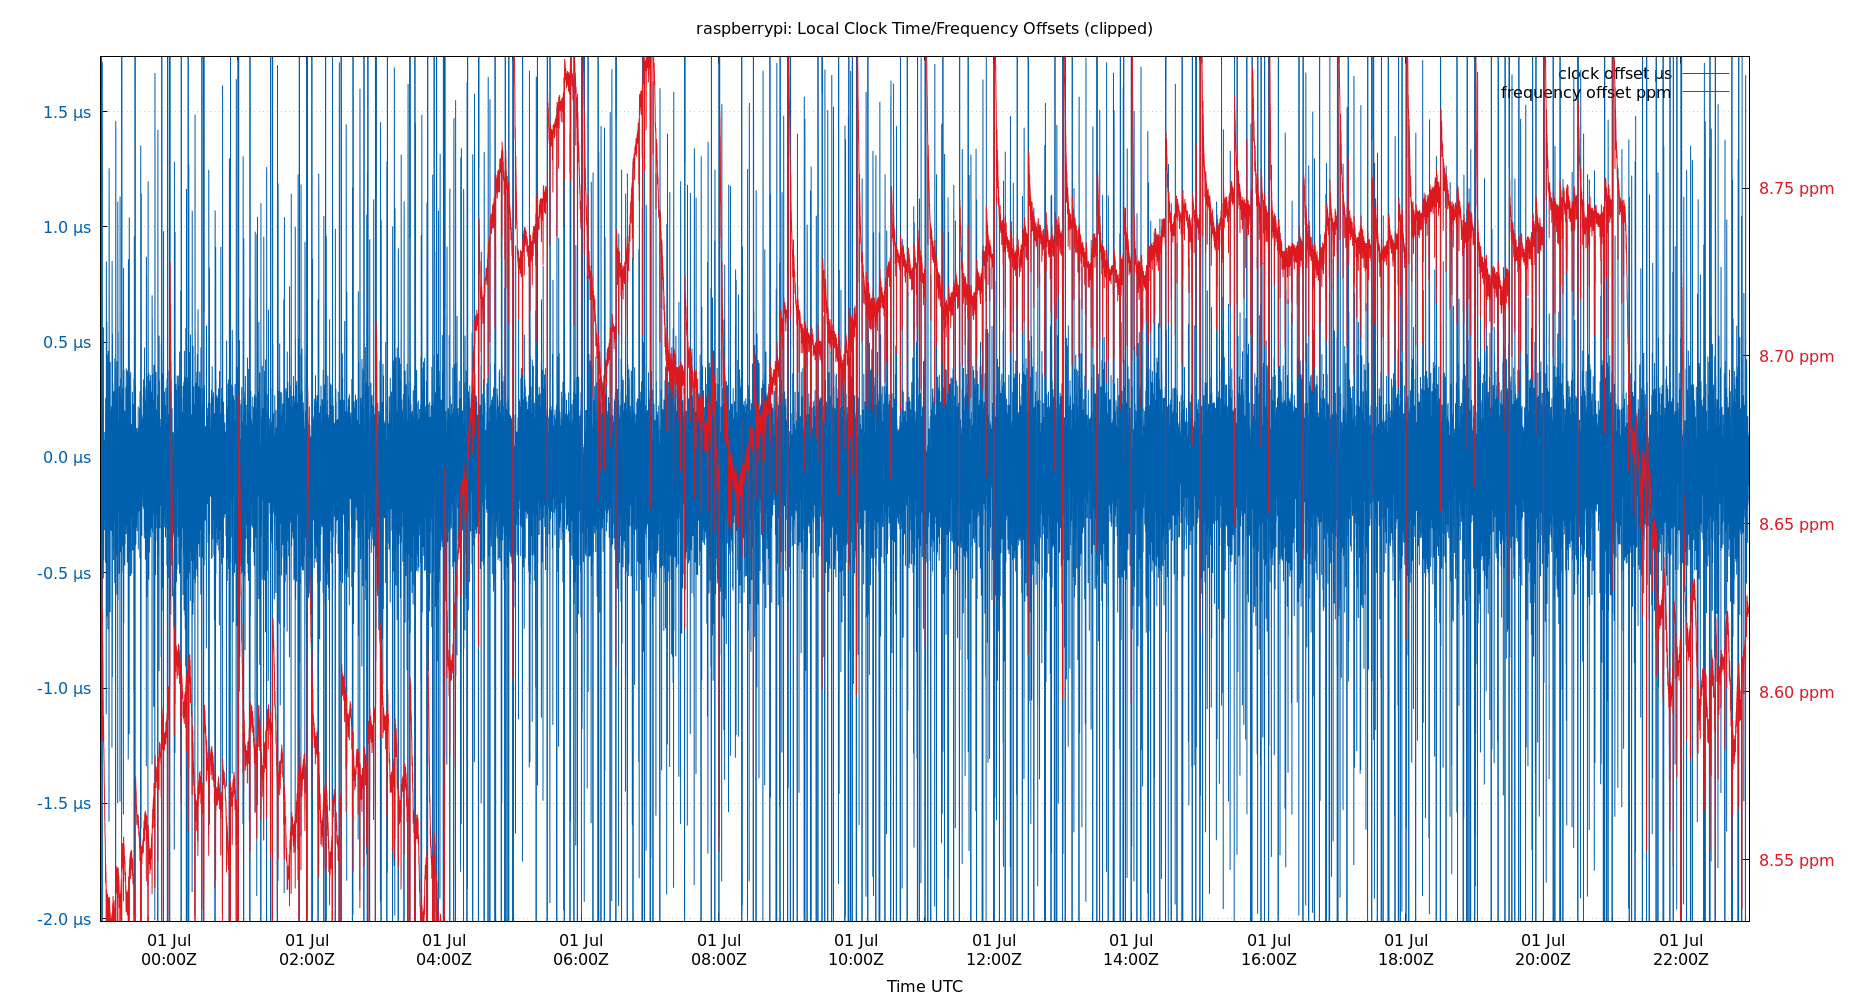 raspberrypi: Local Clock Time/Frequency Offsets (clipped)
clock offset µs
frequency offset ppm
1.5 µs
1.0 µs
0.5 µs
0.0 µs
-0.5 µs
-1.0 µs
-1.5 µs
-2.0 µs
8.75 ppm
8.70 ppm
8.65 ppm
8.60 ppm
8.55 ppm
01 Jul 01 Jul 01 Jul 01 Jul 01 Jul 01 Jul 01 Jul 01 Jul 01 Jul 01 Jul 01 Jul 01 Jul
00:00Z 02:00Z 04:00Z 06:00Z 08:00Z 10:00Z 12:00Z 14:00Z 16:00Z 18:00Z 20:00Z 22:00Z
Time UTC